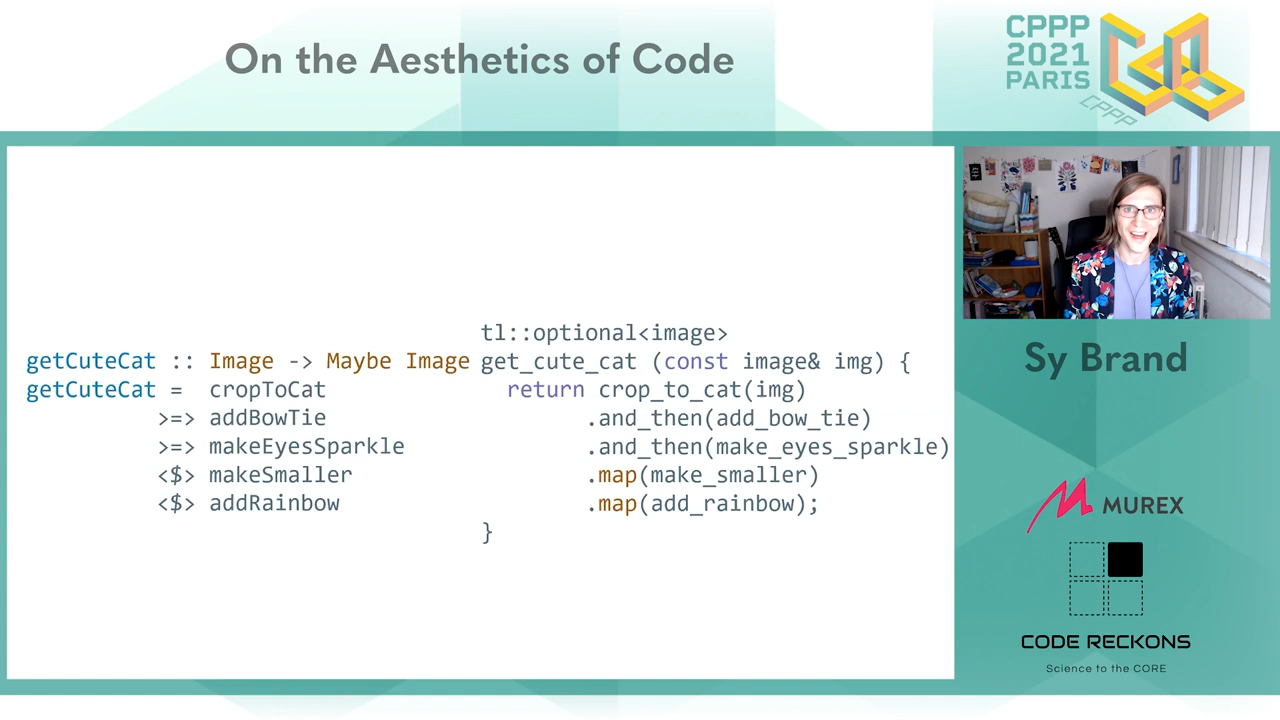 On the Aesthetics of Code
CPPP
2021
PARIS
CPPP
getCuteCat :: Image -> Maybe Image
getCuteCat = cropToCat
>=> addBowTie
>=> makeEyesSparkle
<$> makeSmaller
<$> addRainbow
tl::optional<image>
get_cute_cat (const image& img) {
return crop_to_cat(img)
.and_then(add_bow_tie)
.and_then(make_eyes_sparkle)
.map(make_smaller)
.map(add_rainbow);
}
Sy Brand
MUREX
CODE RECKONS
Science to the CORE